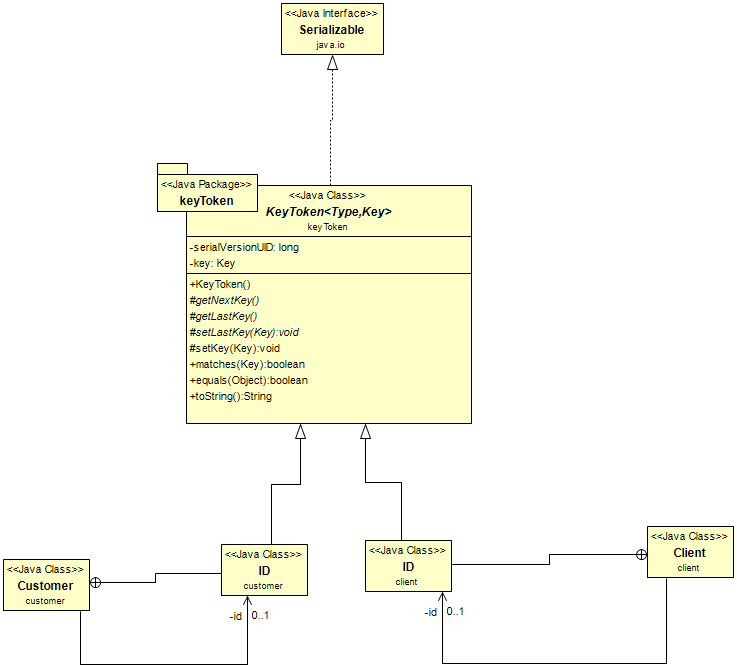 <<Java Interface>>
Serializable
java.io
<<Java Package>>
keyToken
<<Java Class>>
KeyToken<Type,Key>
keyToken
-serialVersionUID: long
-key: Key
+KeyToken()
#getNextKey()
#getLastKey()
#setLastKey(Key):void
#setKey(Key):void
+matches(Key):boolean
+equals(Object):boolean
+toString():String
<<Java Class>>
Customer
customer
<<Java Class>>
ID
customer
<<Java Class>>
ID
client
<<Java Class>>
Client
client
-id 0..1
-id 0..1